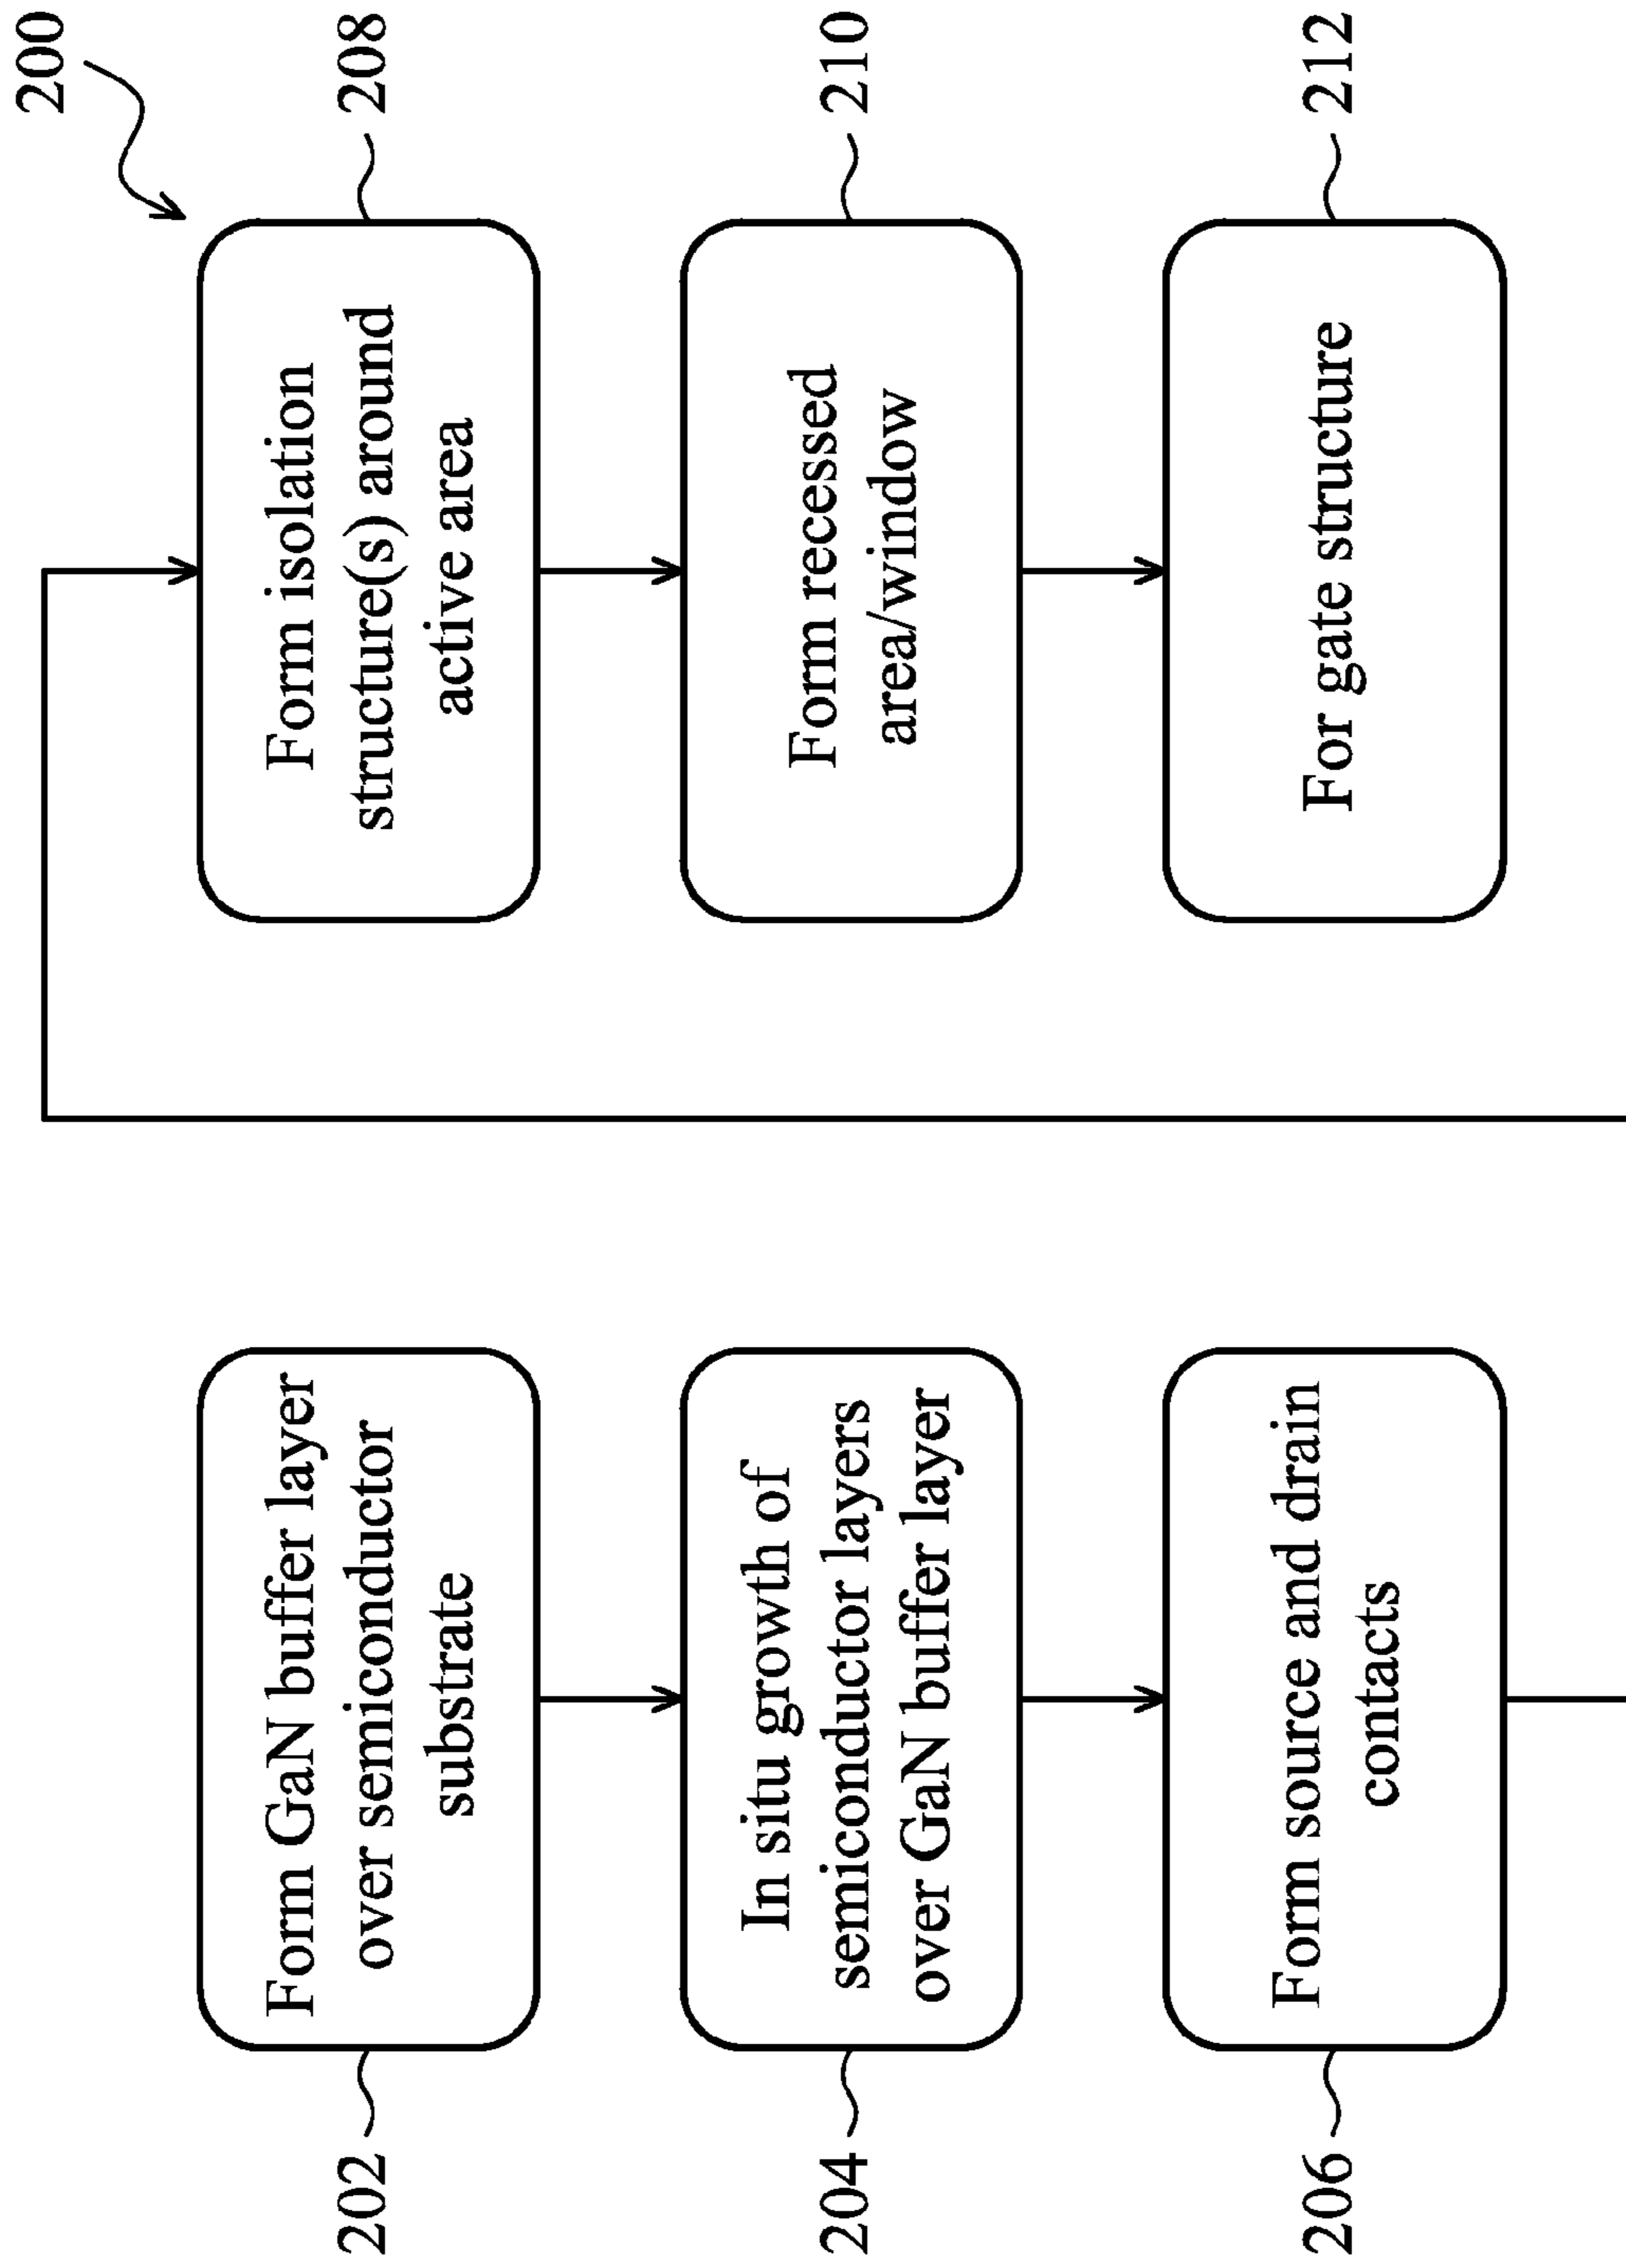 200
202
Form GaN buffer layer
over semiconductor
substrate
204
In situ growth of
semiconductor layers
over GaN buffer layer
206
Form source and drain
contacts
208
Form isolation
structure(s) around
active area
210
Form recessed
area/window
212
For gate structure